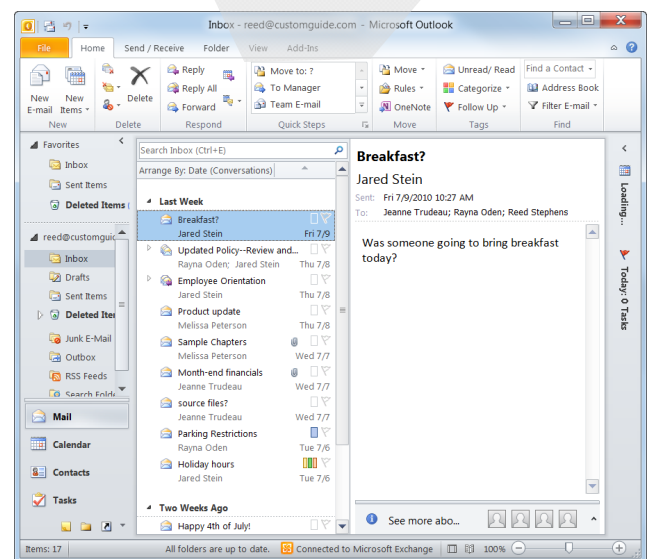 Inbox - reed@customguide.com - Microsoft Outlook
File Home Send / Receive Folder View Add-Ins
New E-mail
New Items
Delete
Reply
Reply All
Forward
Move to: ?
To Manager
Team E-mail
Move
Rules
OneNote
Unread/ Read
Categorize
Follow Up
Find a Contact
Address Book
Filter E-mail
New Delete Respond Quick Steps Move Tags Find
Favorites
Inbox
Sent Items
Deleted Items (
reed@customguid
Inbox
Drafts
Sent Items
Deleted Iter
Junk E-Mail
Outbox
RSS Feeds
Search Folde
Mail
Calendar
Contacts
Tasks
Search Inbox (Ctrl+E)
Arrange By: Date (Conversations)
Last Week
Breakfast?
Jared Stein Fri 7/9
Updated Policy--Review and...
Rayna Oden; Jared Stein Thu 7/8
Employee Orientation
Jared Stein Thu 7/8
Product update
Melissa Peterson Thu 7/8
Sample Chapters
Melissa Peterson Wed 7/7
Month-end financials
Jeanne Trudeau Wed 7/7
source files?
Jeanne Trudeau Wed 7/7
Parking Restrictions
Rayna Oden Tue 7/6
Holiday hours
Jared Stein Tue 7/6
Two Weeks Ago
Happy 4th of July!
Breakfast?
Jared Stein
Sent: Fri 7/9/2010 10:27 AM
To: Jeanne Trudeau; Rayna Oden; Reed Stephens
Was someone going to bring breakfast
today?
See more abo...
Loading...
Today: 0 Tasks
Items: 17 All folders are up to date. Connected to Microsoft Exchange 100%